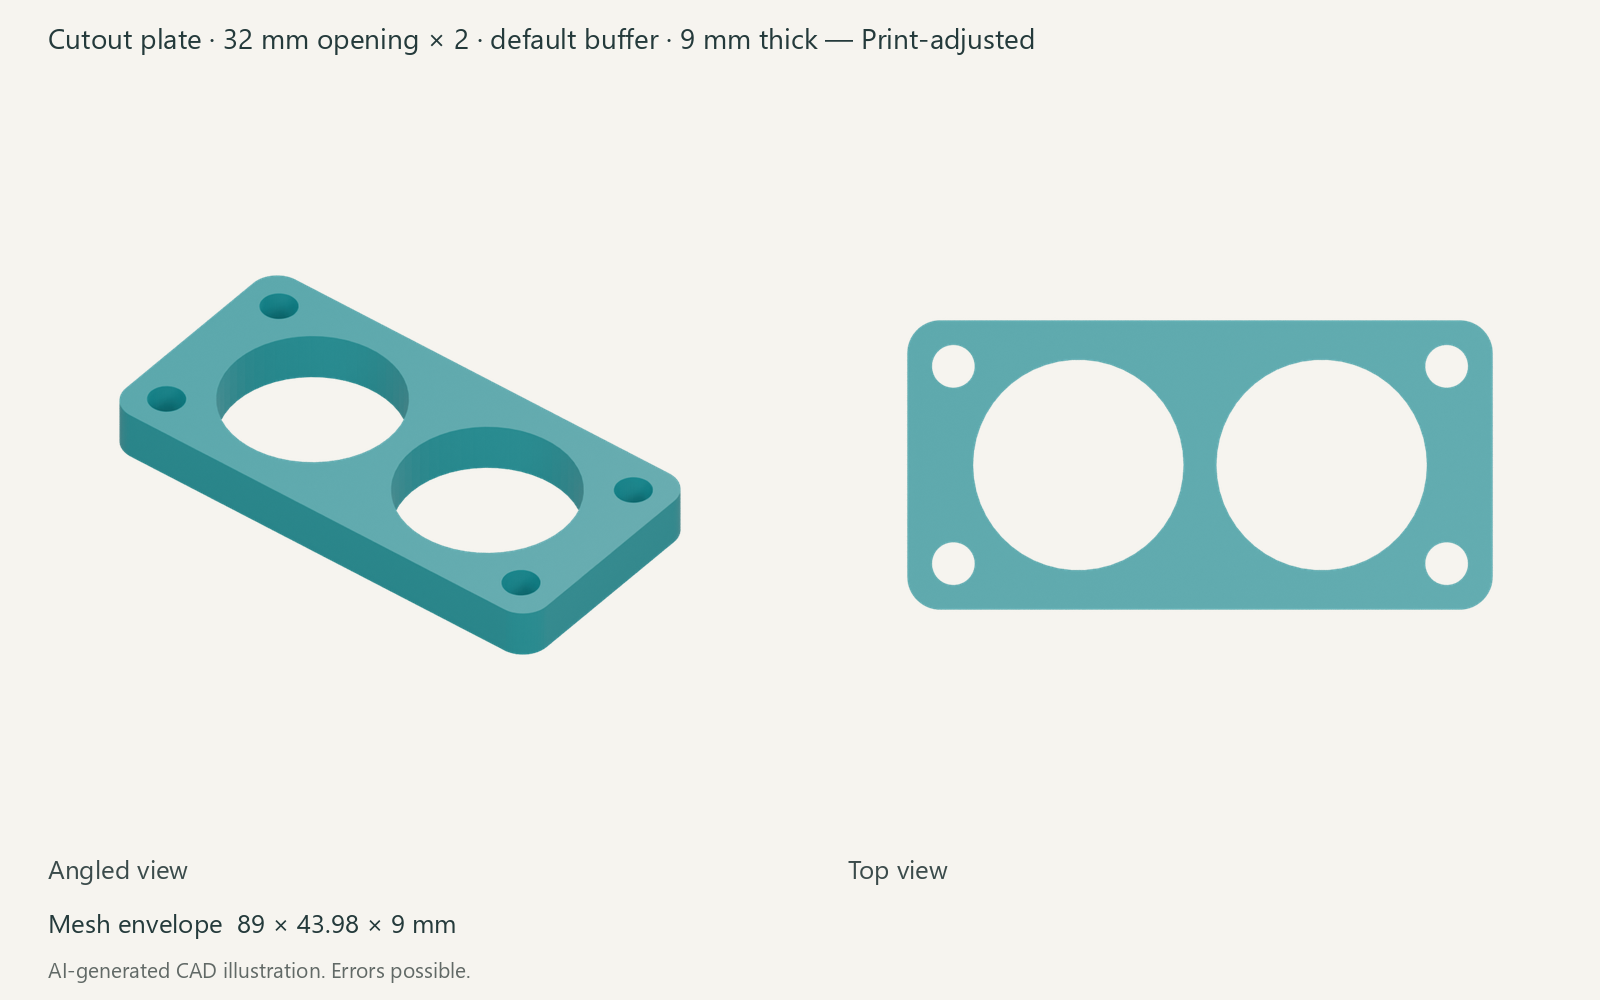 Cutout plate · 32 mm opening × 2 · default buffer · 9 mm thick — Print-adjusted
Angled view
Top view
Mesh envelope  89 × 43.98 × 9 mm
AI-generated CAD illustration. Errors possible.